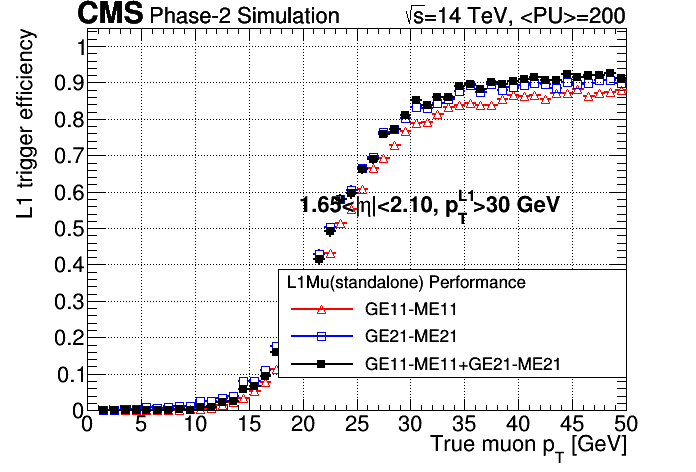 CMS Phase-2 Simulation √s=14 TeV, <PU>=200
L1 trigger efficiency
1
0.9
0.8
0.7
0.6
0.5
0.4
0.3
0.2
0.1
0
1.65<|η|<2.10, p_T^L1>30 GeV
L1Mu(standalone) Performance
GE11-ME11
GE21-ME21
GE11-ME11+GE21-ME21
0 5 10 15 20 25 30 35 40 45 50
True muon p_T [GeV]